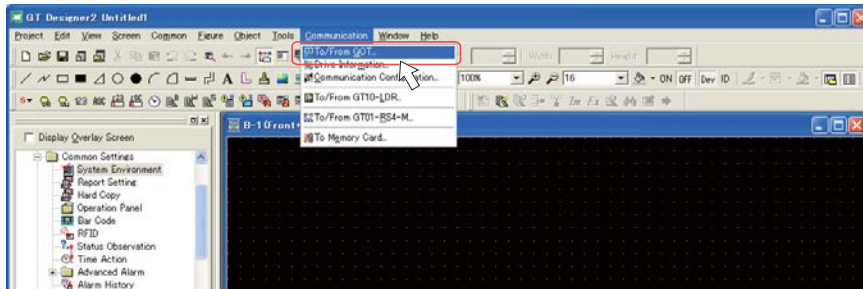 GT Designer2 Untitled1
Project Edit View Screen Common Figure Object Tools Communication Window Help
To/From GOT...
Drive Information...
Communication Configuration...
To/From GT10-LDR...
To/From GT01-RS4-M...
To Memory Card...
Width: Height:
100% 16 ON OFF Dev ID
B-1 (Front+
Display Overlay Screen
Common Settings
System Environment
Report Setting
Hard Copy
Operation Panel
Bar Code
RFID
Status Observation
Time Action
Advanced Alarm
Alarm History